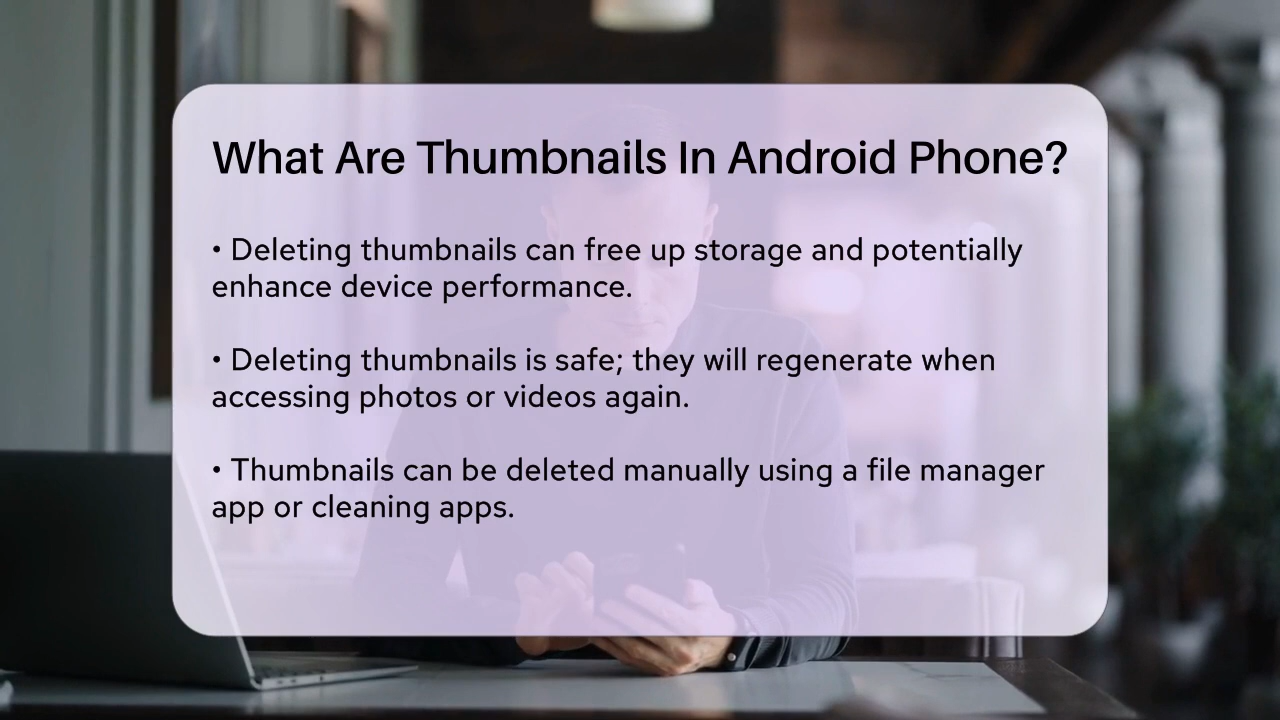 What Are Thumbnails In Android Phone?
• Deleting thumbnails can free up storage and potentially
enhance device performance.
• Deleting thumbnails is safe; they will regenerate when
accessing photos or videos again.
• Thumbnails can be deleted manually using a file manager
app or cleaning apps.